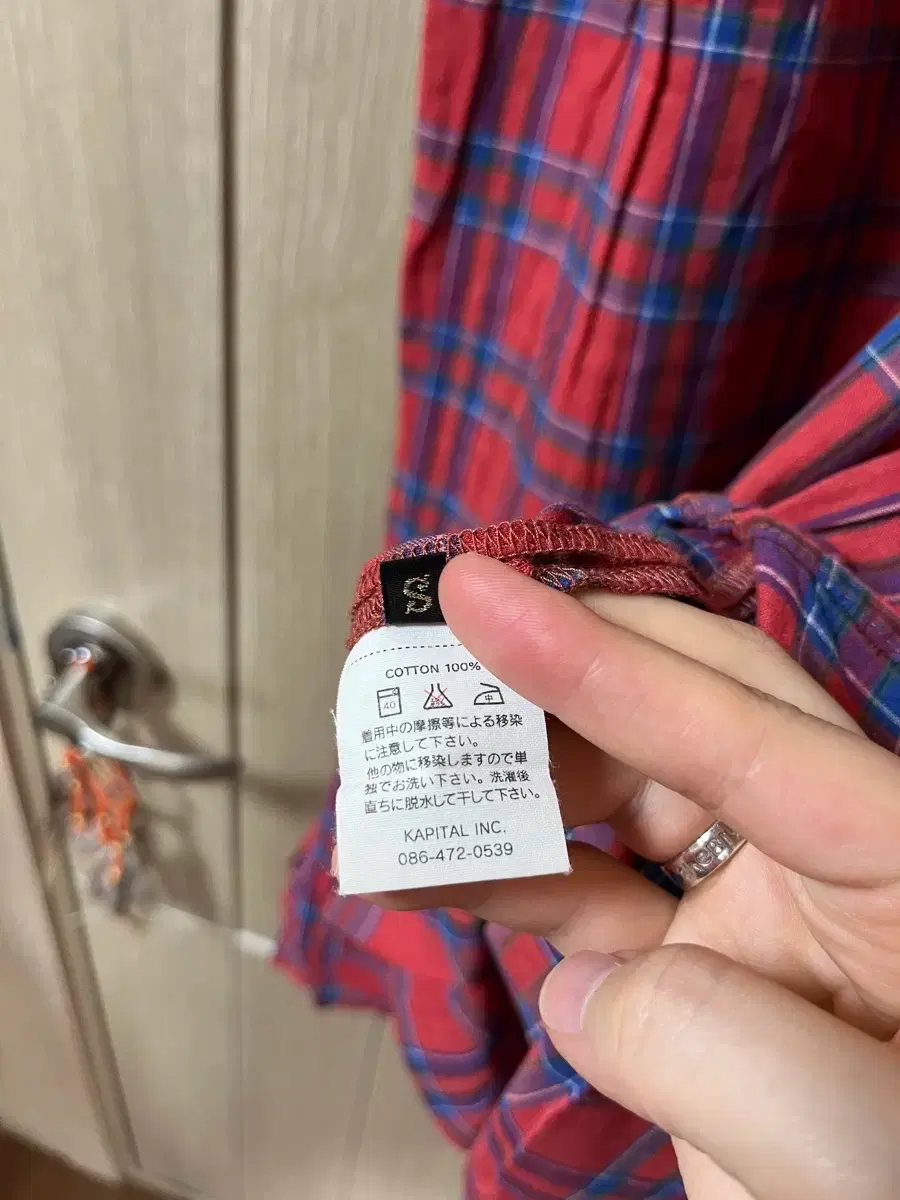 S
COTTON 100%
40
中
着用中の摩擦等による移染
に注意して下さい。
他の物に移染しますので単
独でお洗い下さい。洗濯後
直ちに脱水して干して下さい。
KAPITAL INC.
086-472-0539